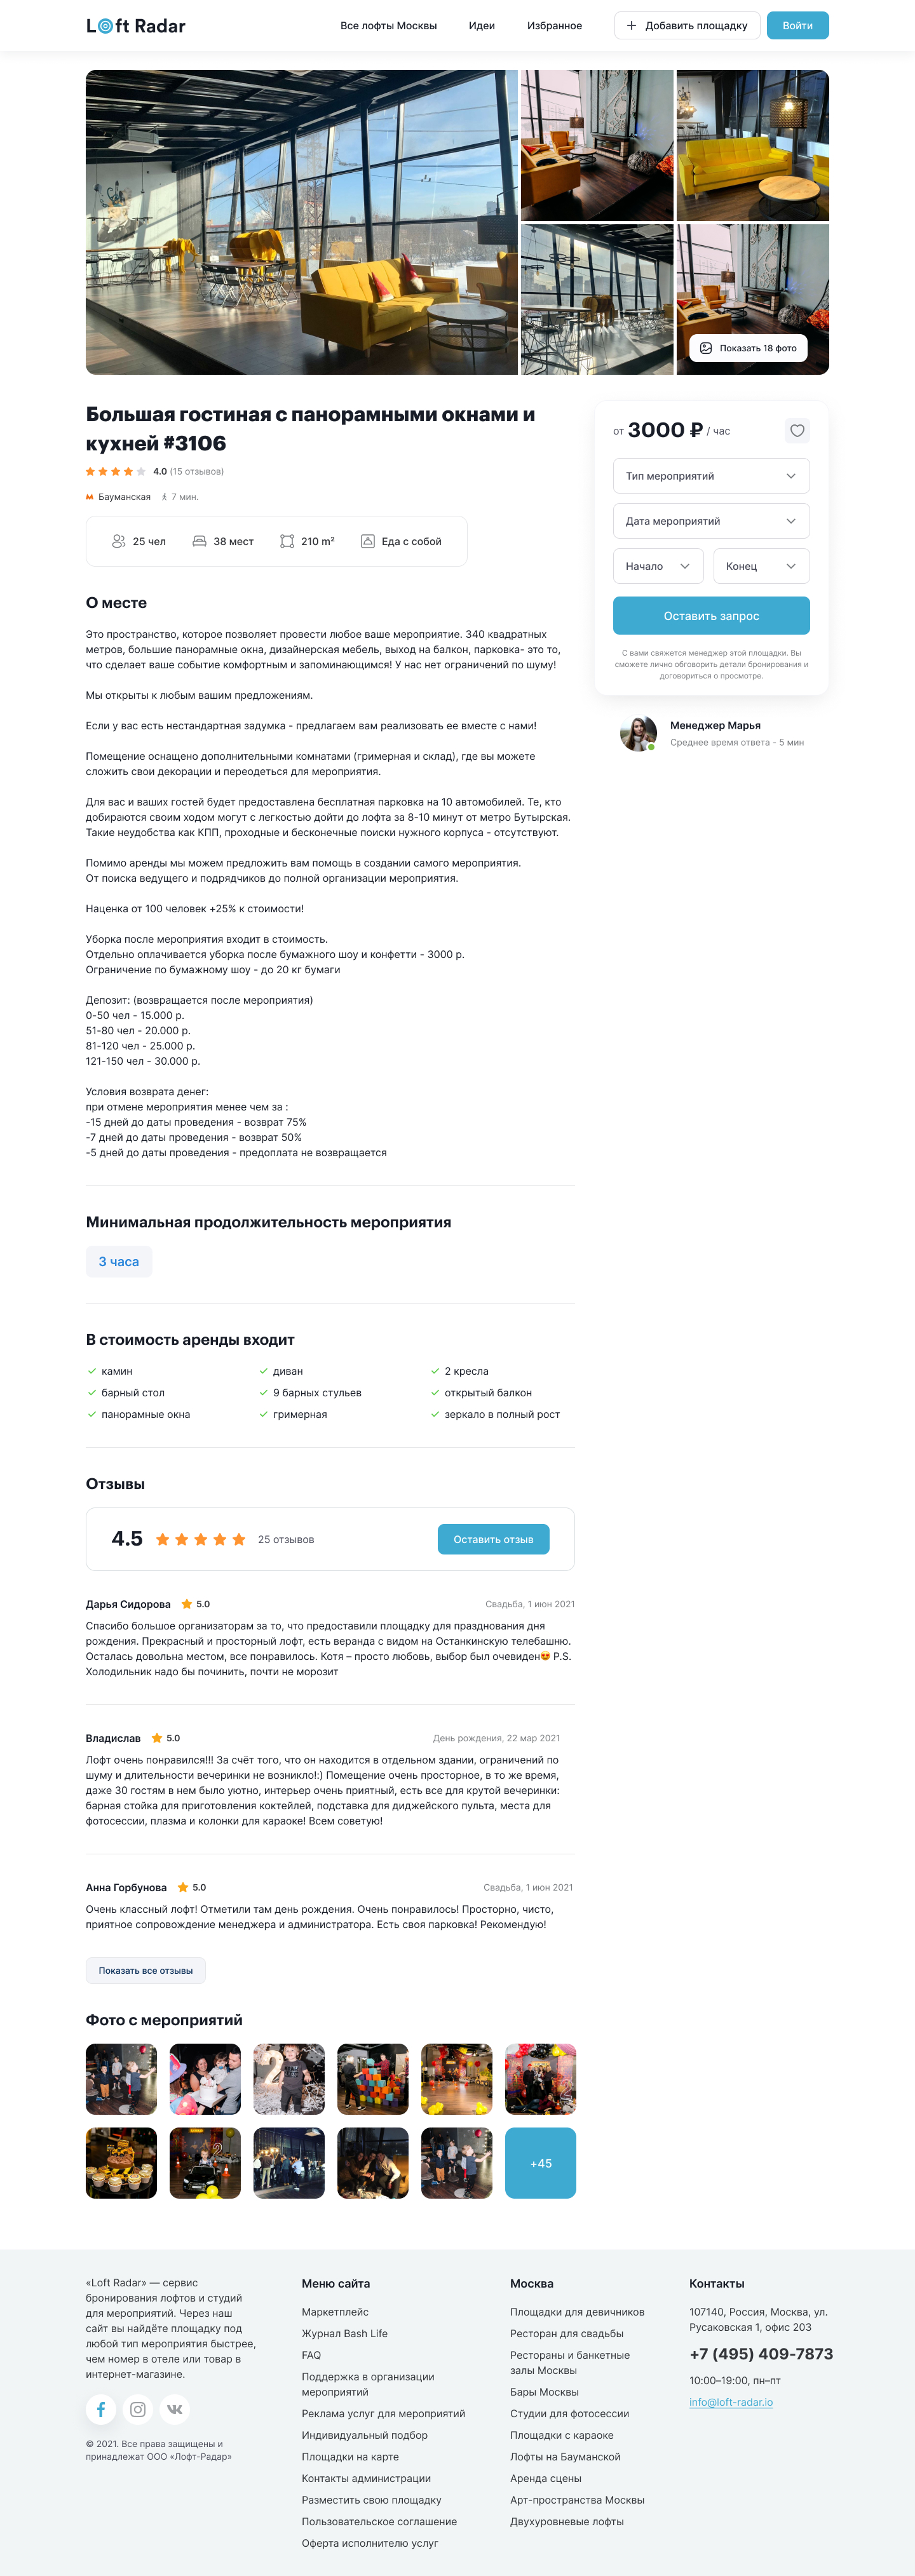 Loft Radar
Все лофты Москвы
Идеи
Избранное
Добавить площадку
Войти
Показать 18 фото
Большая гостиная с панорамными окнами и
кухней #3106
4.0 (15 отзывов)
Бауманская 7 мин.
25 чел
38 мест
210 m²
Еда с собой
от 3000 ₽ / час
Тип мероприятий
Дата мероприятий
Начало
Конец
Оставить запрос
С вами свяжется менеджер этой площадки. Вы
сможете лично обговорить детали бронирования и
договориться о просмотре.
Менеджер Марья
Среднее время ответа - 5 мин
О месте
Это пространство, которое позволяет провести любое ваше мероприятие. 340 квадратных
метров, большие панорамные окна, дизайнерская мебель, выход на балкон, парковка- это то,
что сделает ваше событие комфортным и запоминающимся! У нас нет ограничений по шуму!
Мы открыты к любым вашим предложениям.
Если у вас есть нестандартная задумка - предлагаем вам реализовать ее вместе с нами!
Помещение оснащено дополнительными комнатами (гримерная и склад), где вы можете
сложить свои декорации и переодеться для мероприятия.
Для вас и ваших гостей будет предоставлена бесплатная парковка на 10 автомобилей. Те, кто
добираются своим ходом могут с легкостью дойти до лофта за 8-10 минут от метро Бутырская.
Такие неудобства как КПП, проходные и бесконечные поиски нужного корпуса - отсутствуют.
Помимо аренды мы можем предложить вам помощь в создании самого мероприятия.
От поиска ведущего и подрядчиков до полной организации мероприятия.
Наценка от 100 человек +25% к стоимости!
Уборка после мероприятия входит в стоимость.
Отдельно оплачивается уборка после бумажного шоу и конфетти - 3000 р.
Ограничение по бумажному шоу - до 20 кг бумаги
Депозит: (возвращается после мероприятия)
0-50 чел - 15.000 р.
51-80 чел - 20.000 р.
81-120 чел - 25.000 р.
121-150 чел - 30.000 р.
Условия возврата денег:
при отмене мероприятия менее чем за :
-15 дней до даты проведения - возврат 75%
-7 дней до даты проведения - возврат 50%
-5 дней до даты проведения - предоплата не возвращается
Минимальная продолжительность мероприятия
3 часа
В стоимость аренды входит
камин
диван
2 кресла
барный стол
9 барных стульев
открытый балкон
панорамные окна
гримерная
зеркало в полный рост
Отзывы
4.5
25 отзывов
Оставить отзыв
Дарья Сидорова 5.0
Свадьба, 1 июн 2021
Спасибо большое организаторам за то, что предоставили площадку для празднования дня
рождения. Прекрасный и просторный лофт, есть веранда с видом на Останкинскую телебашню.
Осталась довольна местом, все понравилось. Котя – просто любовь, выбор был очевиден😍 P.S.
Холодильник надо бы починить, почти не морозит
Владислав 5.0
День рождения, 22 мар 2021
Лофт очень понравился!!! За счёт того, что он находится в отдельном здании, ограничений по
шуму и длительности вечеринки не возникло!:) Помещение очень просторное, в то же время,
даже 30 гостям в нем было уютно, интерьер очень приятный, есть все для крутой вечеринки:
барная стойка для приготовления коктейлей, подставка для диджейского пульта, места для
фотосессии, плазма и колонки для караоке! Всем советую!
Анна Горбунова 5.0
Свадьба, 1 июн 2021
Очень классный лофт! Отметили там день рождения. Очень понравилось! Просторно, чисто,
приятное сопровождение менеджера и администратора. Есть своя парковка! Рекомендую!
Показать все отзывы
Фото с мероприятий
+45
«Loft Radar» — сервис
бронирования лофтов и студий
для мероприятий. Через наш
сайт вы найдёте площадку под
любой тип мероприятия быстрее,
чем номер в отеле или товар в
интернет-магазине.
© 2021. Все права защищены и
принадлежат ООО «Лофт-Радар»
Меню сайта
Маркетплейс
Журнал Bash Life
FAQ
Поддержка в организации
мероприятий
Реклама услуг для мероприятий
Индивидуальный подбор
Площадки на карте
Контакты администрации
Разместить свою площадку
Пользовательское соглашение
Оферта исполнителю услуг
Москва
Площадки для девичников
Ресторан для свадьбы
Рестораны и банкетные
залы Москвы
Бары Москвы
Студии для фотосессии
Площадки с караоке
Лофты на Бауманской
Аренда сцены
Арт-пространства Москвы
Двухуровневые лофты
Контакты
107140, Россия, Москва, ул.
Русаковская 1, офис 203
+7 (495) 409-7873
10:00–19:00, пн–пт
info@loft-radar.io